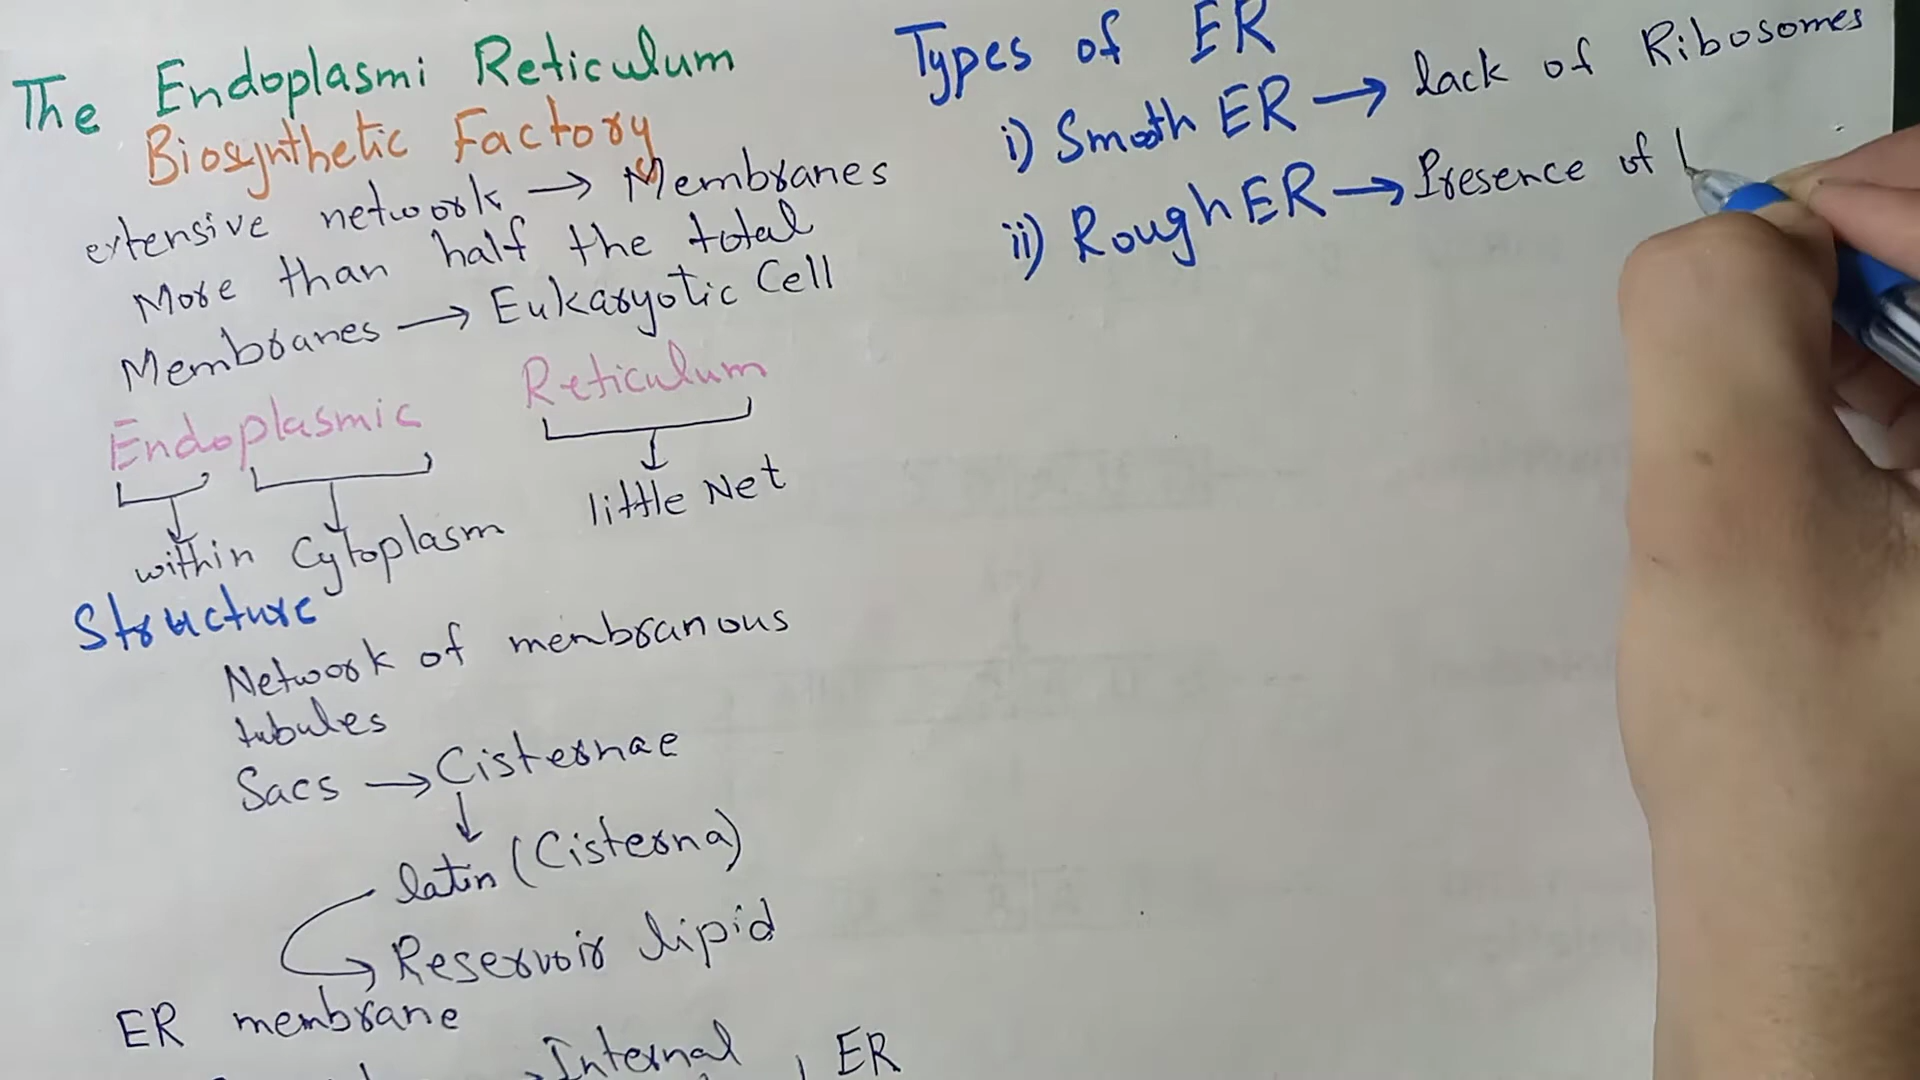 The Endoplasmi Reticulum
Biosynthetic Factory
extensive network → Membranes
More than half the total
Membranes → Eukaryotic Cell
Endoplasmic Reticulum
within Cytoplasm little Net
Structure
Network of membranous
tubules
Sacs → Cisternae
latin (Cisterna)
Reservoir lipid
ER membrane
Internal ER
Types of ER
i) Smooth ER → lack of Ribosomes
ii) Rough ER → Presence of